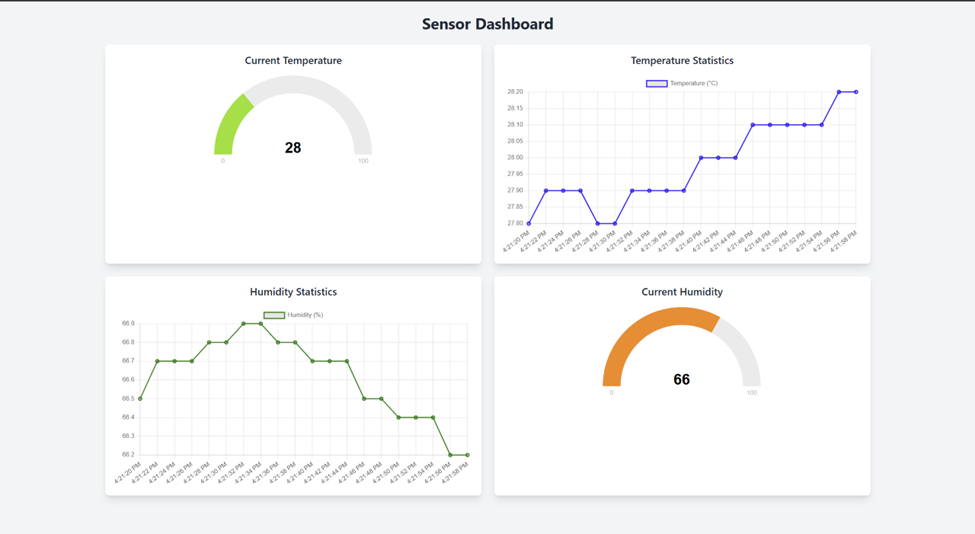 Sensor Dashboard
Current Temperature
28
0
100
Temperature Statistics
Temperature (°C)
28.20
28.15
28.10
28.05
28.00
27.95
27.90
27.85
27.80
4:21:20 PM
4:21:22 PM
4:21:24 PM
4:21:26 PM
4:21:28 PM
4:21:30 PM
4:21:32 PM
4:21:34 PM
4:21:36 PM
4:21:38 PM
4:21:40 PM
4:21:42 PM
4:21:44 PM
4:21:46 PM
4:21:48 PM
4:21:50 PM
4:21:52 PM
4:21:54 PM
4:21:56 PM
4:21:58 PM
Humidity Statistics
Humidity (%)
66.9
66.8
66.7
66.6
66.5
66.4
66.3
66.2
4:21:20 PM
4:21:22 PM
4:21:24 PM
4:21:26 PM
4:21:28 PM
4:21:30 PM
4:21:32 PM
4:21:34 PM
4:21:36 PM
4:21:38 PM
4:21:40 PM
4:21:42 PM
4:21:44 PM
4:21:46 PM
4:21:48 PM
4:21:50 PM
4:21:52 PM
4:21:54 PM
4:21:56 PM
4:21:58 PM
Current Humidity
66
0
100